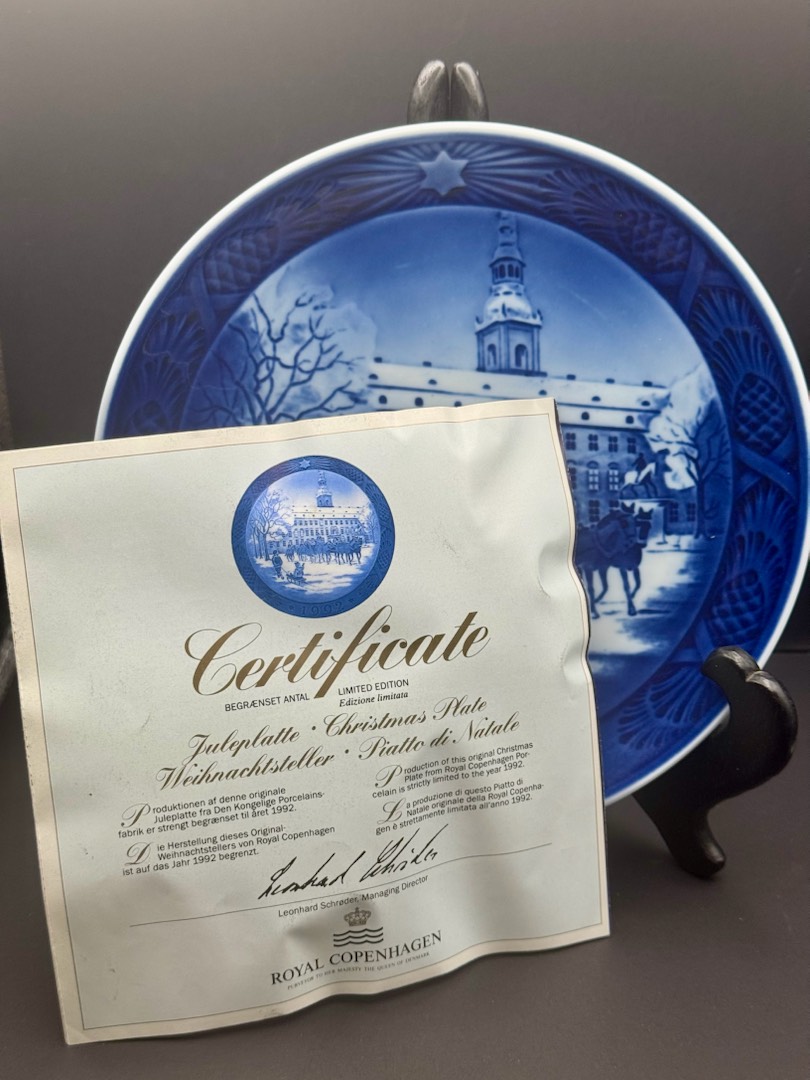 1992
Certificate
BEGRÆNSET ANTAL
LIMITED EDITION
Edizione limitata
Juleplatte · Christmas Plate
Weihnachtsteller · Piatto di Natale
Produktionen af denne originale
Juleplatte fra Den Kongelige Porcelains-
fabrik er strengt begrænset til året 1992.
Die Herstellung dieses Original-
Weihnachtstellers von Royal Copenhagen
ist auf das Jahr 1992 begrenzt.
Production of this original Christmas
Plate from Royal Copenhagen Por-
celain is strictly limited to the year 1992.
La produzione di questo Piatto di
Natale originale della Royal Copenha-
gen è strettamente limitata all'anno 1992.
Leonhard Schrøder
Leonhard Schrøder, Managing Director
ROYAL COPENHAGEN
PURVEYOR TO HER MAJESTY THE QUEEN OF DENMARK